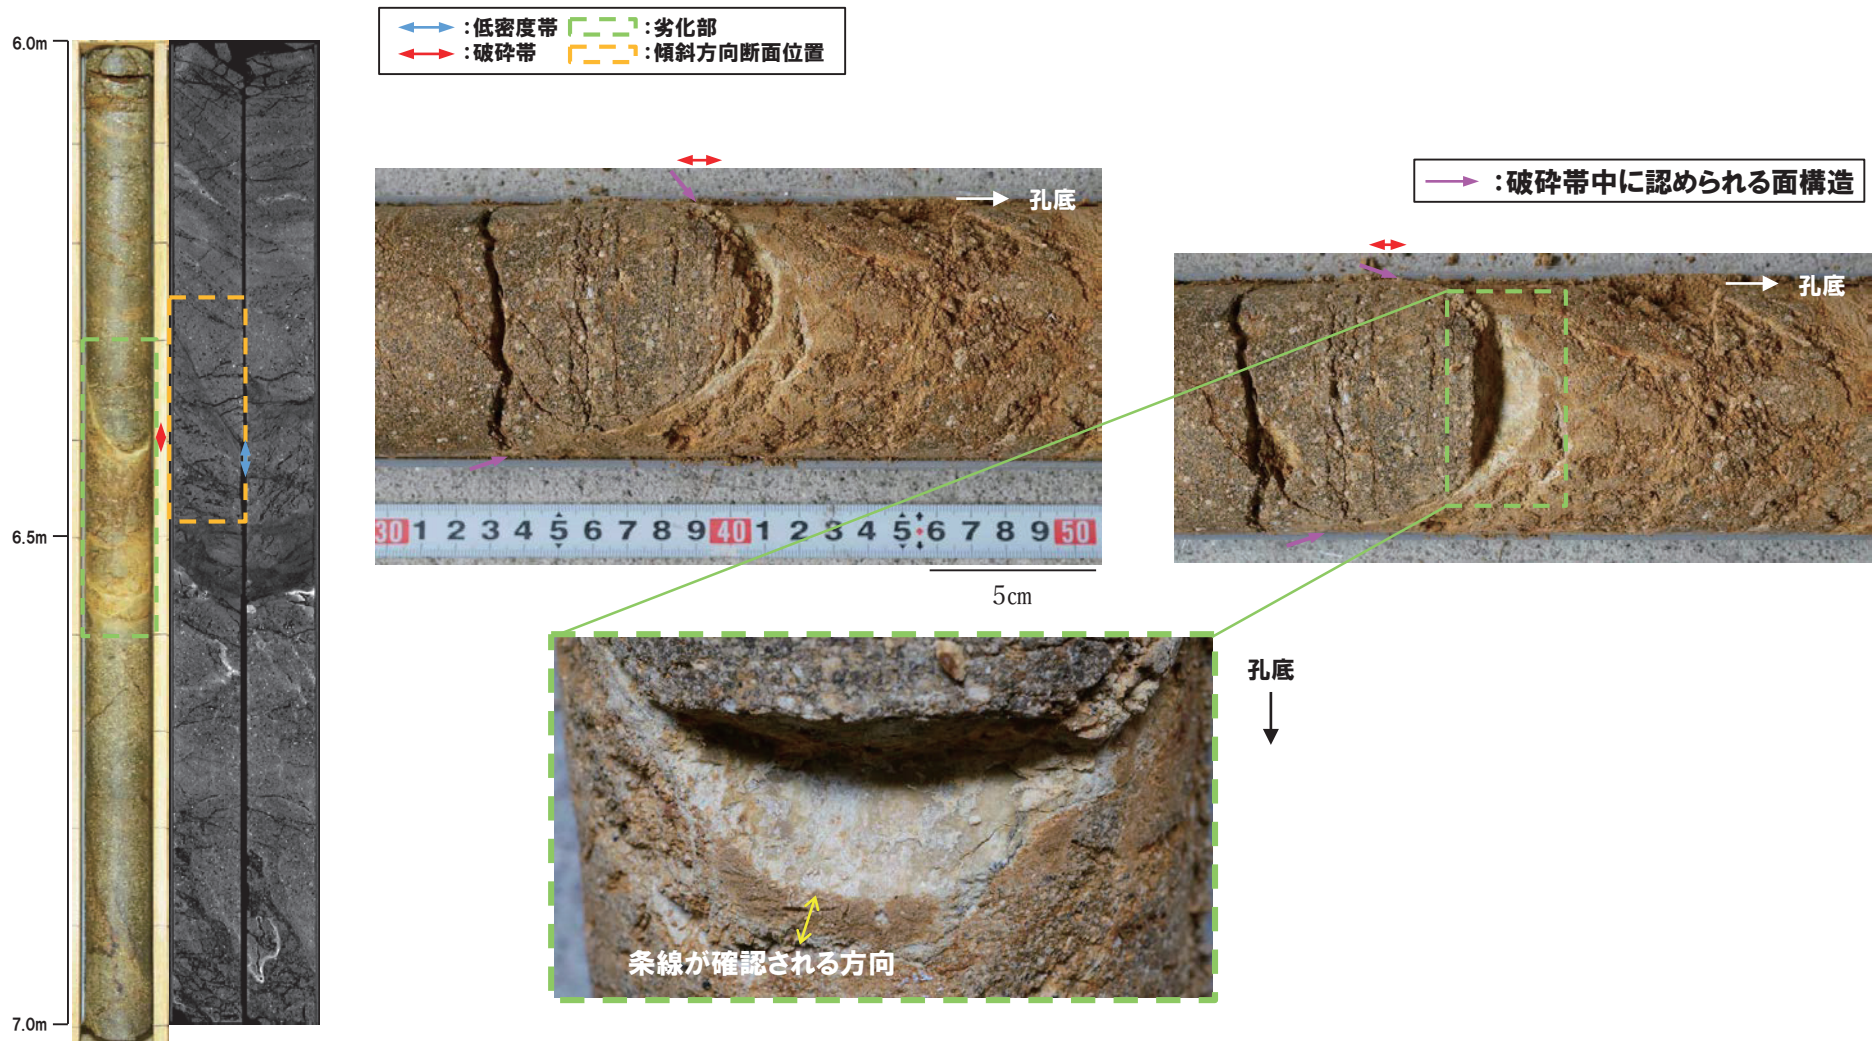 6.0m
6.5m
7.0m
:低密度帯
:劣化部
:破砕帯
:傾斜方向断面位置
孔底
30 1 2 3 4 5 6 7 8 9 40 1 2 3 4 5 6 7 8 9 50
5cm
:破砕帯中に認められる面構造
孔底
孔底
条線が確認される方向